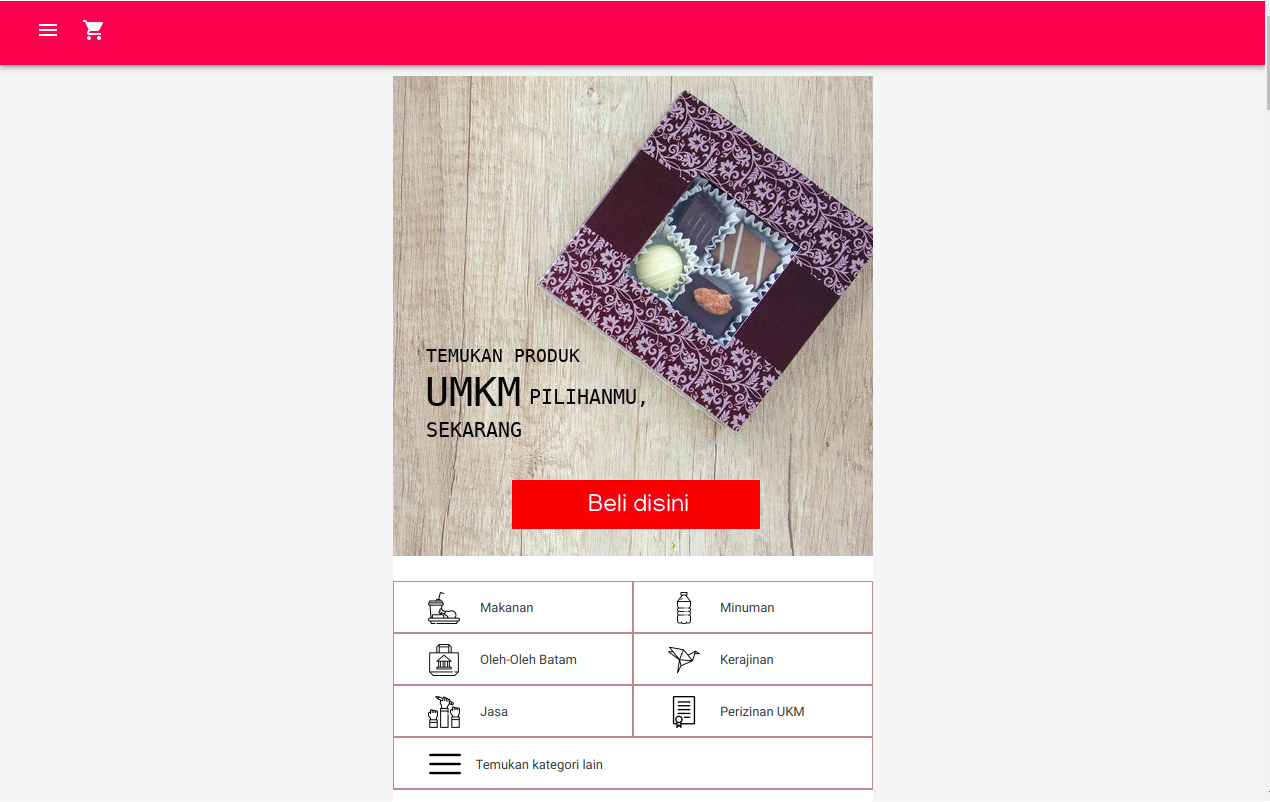 TEMUKAN PRODUK
UMKM PILIHANMU,
SEKARANG
Beli disini
Makanan
Minuman
Oleh-Oleh Batam
Kerajinan
Jasa
Perizinan UKM
Temukan kategori lain